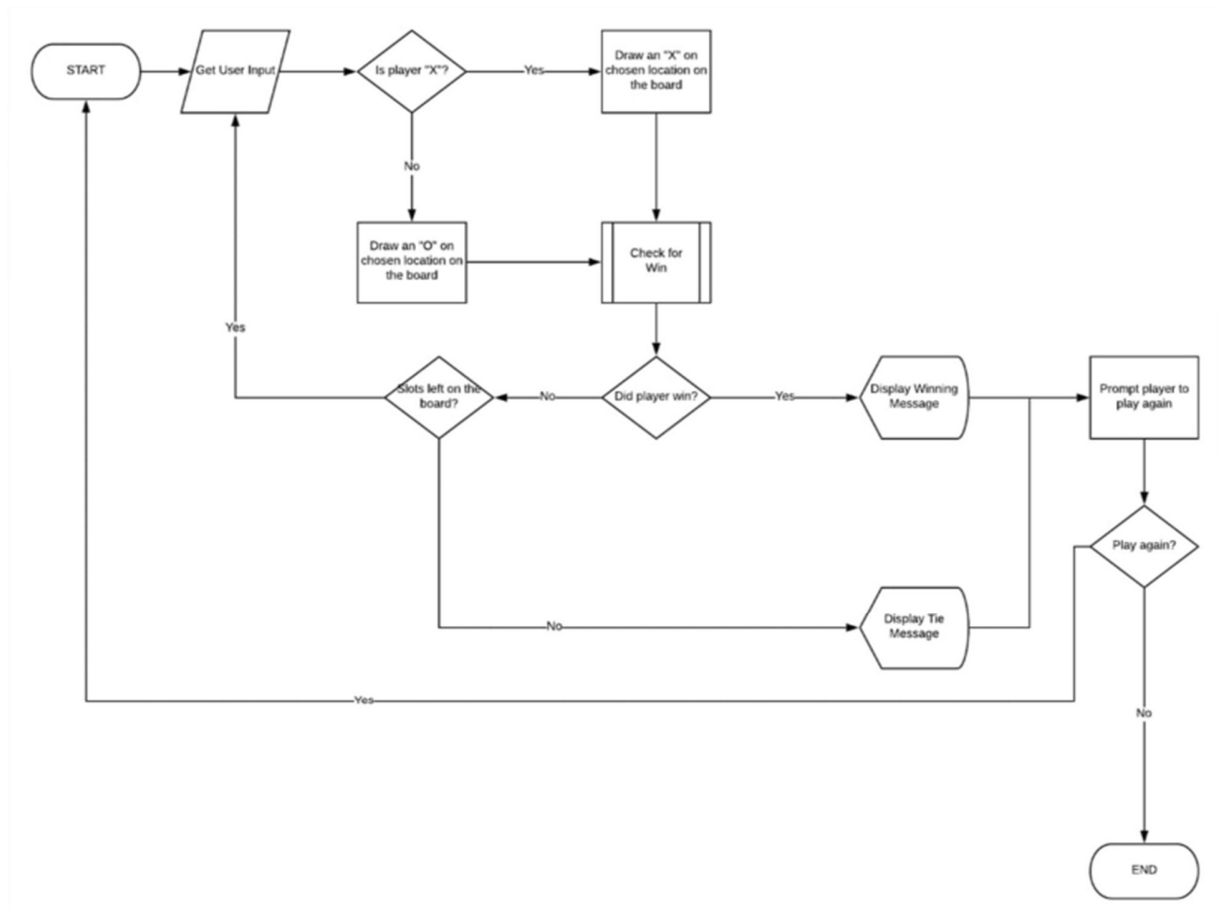 START
Get User Input
Is player "X"?
Yes
Draw an "X" on
chosen location on
the board
No
Draw an "O" on
chosen location on
the board
Check for
Win
Yes
Slots left on the
board?
No
Did player win?
Yes
Display Winning
Message
Prompt player to
play again
Play again?
No
Display Tie
Message
Yes
No
END